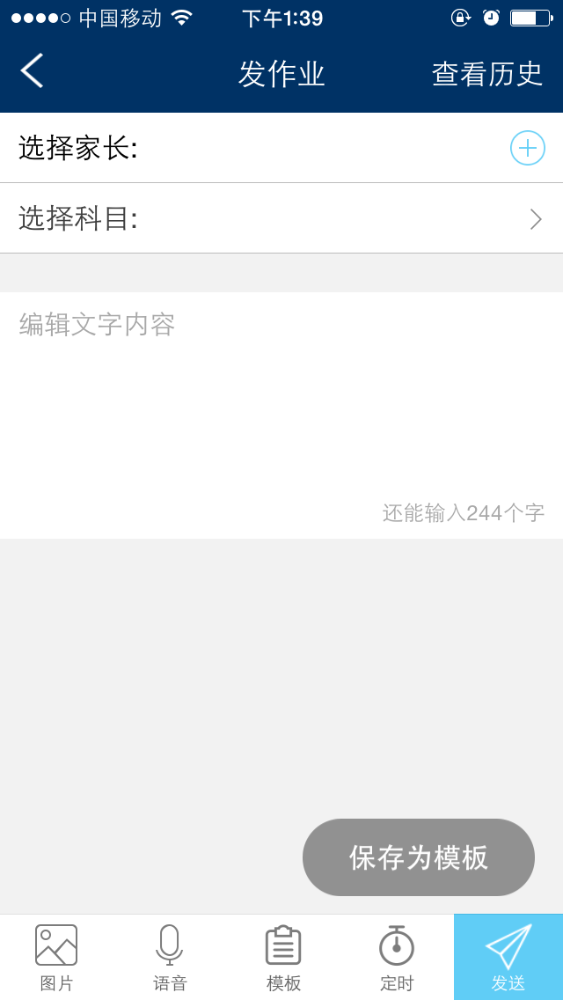 中国移动 下午1:39
发作业 查看历史
选择家长:
选择科目:
编辑文字内容
还能输入244个字
保存为模板
图片 语音 模板 定时 发送